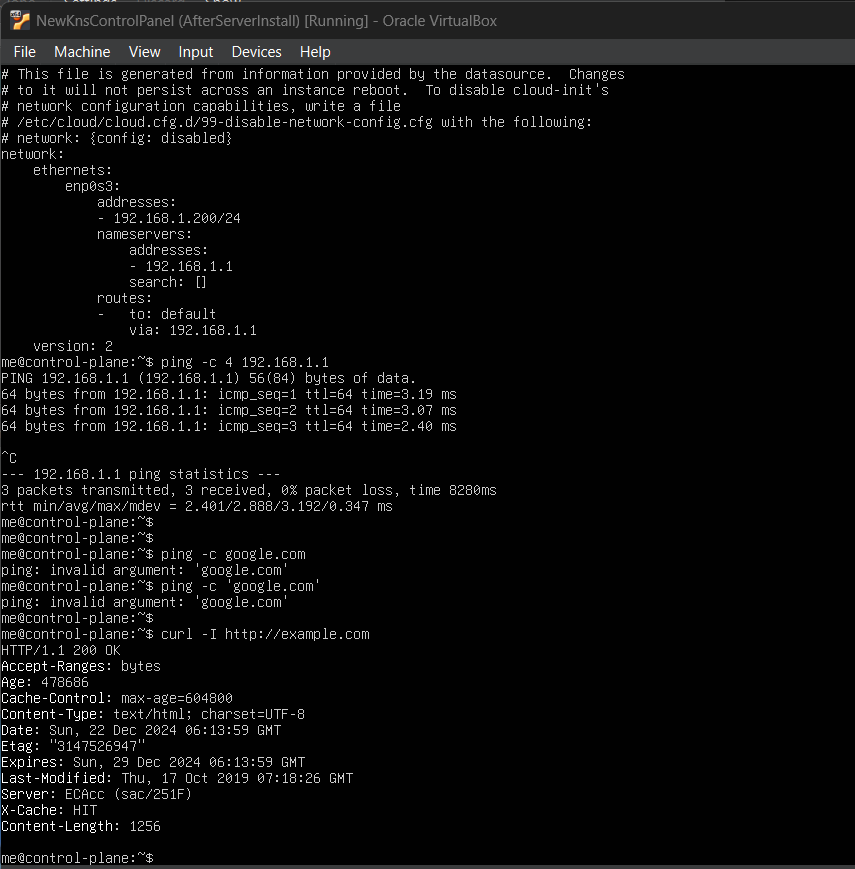 NewKnsControlPanel (AfterServerInstall) [Running] - Oracle VirtualBox
File Machine View Input Devices Help
# This file is generated from information provided by the datasource.  Changes
# to it will not persist across an instance reboot.  To disable cloud-init's
# network configuration capabilities, write a file
# /etc/cloud/cloud.cfg.d/99-disable-network-config.cfg with the following:
# network: {config: disabled}
network:
    ethernets:
        enp0s3:
            addresses:
            - 192.168.1.200/24
            nameservers:
                addresses:
                - 192.168.1.1
                search: []
            routes:
            -   to: default
                via: 192.168.1.1
    version: 2
me@control-plane:~$ ping -c 4 192.168.1.1
PING 192.168.1.1 (192.168.1.1) 56(84) bytes of data.
64 bytes from 192.168.1.1: icmp_seq=1 ttl=64 time=3.19 ms
64 bytes from 192.168.1.1: icmp_seq=2 ttl=64 time=3.07 ms
64 bytes from 192.168.1.1: icmp_seq=3 ttl=64 time=2.40 ms
^C
--- 192.168.1.1 ping statistics ---
3 packets transmitted, 3 received, 0% packet loss, time 8280ms
rtt min/avg/max/mdev = 2.401/2.888/3.192/0.347 ms
me@control-plane:~$
me@control-plane:~$
me@control-plane:~$ ping -c google.com
ping: invalid argument: 'google.com'
me@control-plane:~$ ping -c 'google.com'
ping: invalid argument: 'google.com'
me@control-plane:~$
me@control-plane:~$ curl -I http://example.com
HTTP/1.1 200 OK
Accept-Ranges: bytes
Age: 478686
Cache-Control: max-age=604800
Content-Type: text/html; charset=UTF-8
Date: Sun, 22 Dec 2024 06:13:59 GMT
Etag: "3147526947"
Expires: Sun, 29 Dec 2024 06:13:59 GMT
Last-Modified: Thu, 17 Oct 2019 07:18:26 GMT
Server: ECAcc (sac/251F)
X-Cache: HIT
Content-Length: 1256
me@control-plane:~$